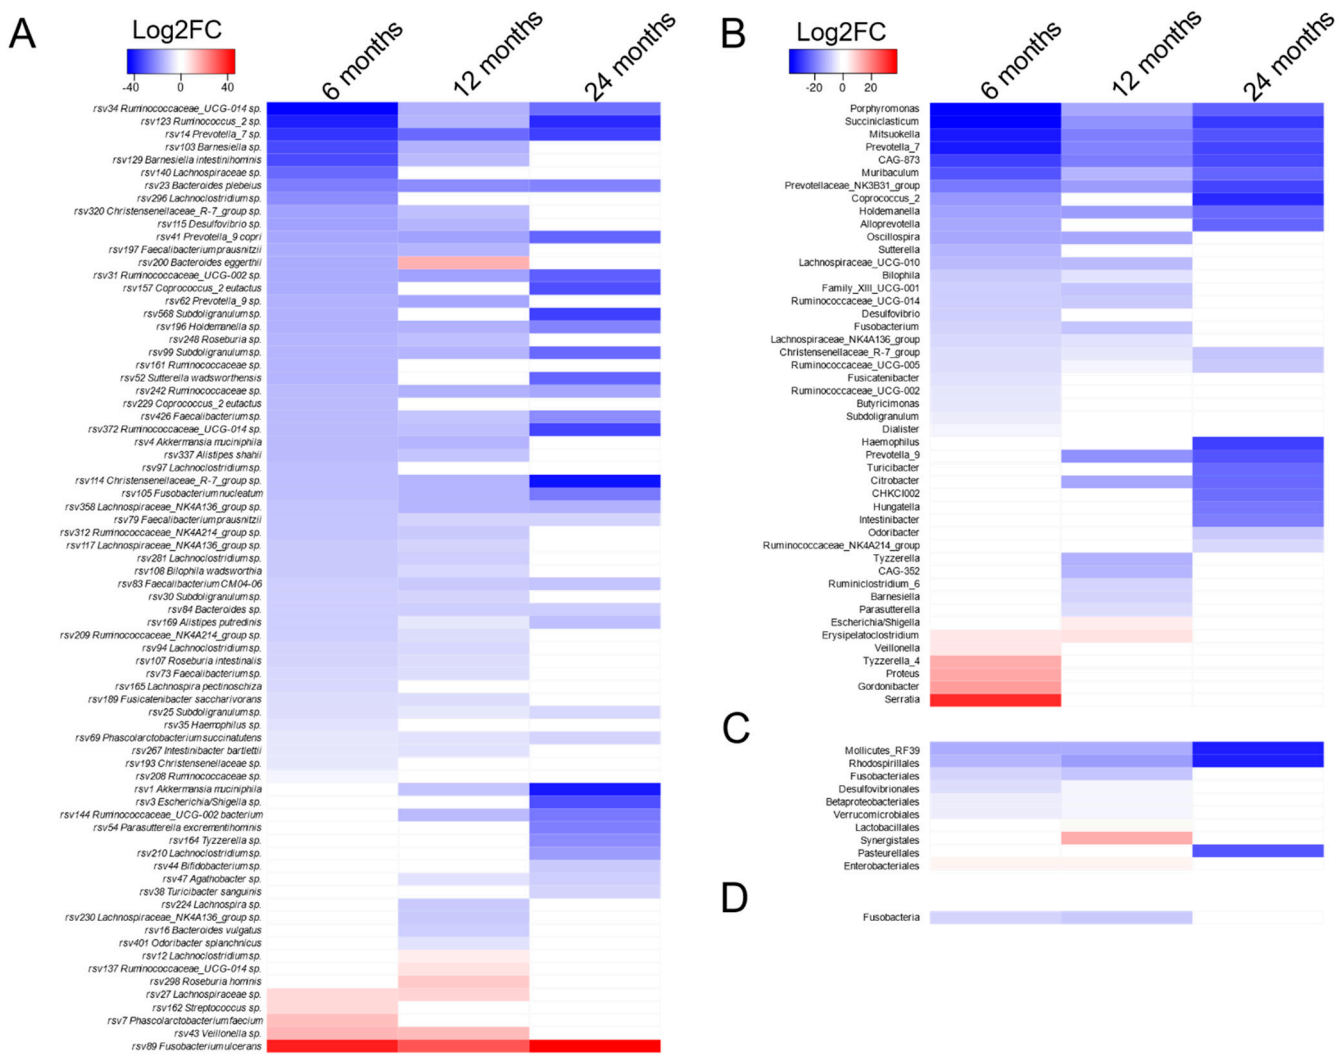 A
Log2FC
-40 0 40
6 months
12 months
24 months
rsv34 Ruminococcaceae_UCG-014 sp.
rsv123 Ruminococcus_2 sp.
rsv14 Prevotella_7 sp.
rsv103 Barnesiella sp.
rsv129 Barnesiella intestinihominis
rsv140 Lachnospiraceae sp.
rsv23 Bacteroides plebeius
rsv296 Lachnoclostridium sp.
rsv320 Christensenellaceae_R-7_group sp.
rsv115 Desulfovibrio sp.
rsv41 Prevotella_9 copri
rsv197 Faecalibacterium prausnitzii
rsv200 Bacteroides eggerthii
rsv31 Ruminococcaceae_UCG-002 sp.
rsv157 Coprococcus_2 eutactus
rsv62 Prevotella_9 sp.
rsv568 Subdoligranulum sp.
rsv196 Holdemanella sp.
rsv248 Roseburia sp.
rsv99 Subdoligranulum sp.
rsv161 Ruminococcaceae sp.
rsv52 Sutterella wadsworthensis
rsv242 Ruminococcaceae sp.
rsv229 Coprococcus_2 eutactus
rsv426 Faecalibacterium sp.
rsv372 Ruminococcaceae_UCG-014 sp.
rsv4 Akkermansia muciniphila
rsv337 Alistipes shahii
rsv97 Lachnoclostridium sp.
rsv114 Christensenellaceae_R-7_group sp.
rsv105 Fusobacterium nucleatum
rsv358 Lachnospiraceae_NK4A136_group sp.
rsv79 Faecalibacterium prausnitzii
rsv312 Ruminococcaceae_NK4A214_group sp.
rsv117 Lachnospiraceae_NK4A136_group sp.
rsv281 Lachnoclostridium sp.
rsv108 Bilophila wadsworthia
rsv83 Faecalibacterium CM04-06
rsv30 Subdoligranulum sp.
rsv84 Bacteroides sp.
rsv169 Alistipes putredinis
rsv209 Ruminococcaceae_NK4A214_group sp.
rsv94 Lachnoclostridium sp.
rsv107 Roseburia intestinalis
rsv73 Faecalibacterium sp.
rsv165 Lachnospira pectinoschiza
rsv189 Fusicatenibacter saccharivorans
rsv25 Subdoligranulum sp.
rsv35 Haemophilus sp.
rsv69 Phascolarctobacterium succinatutens
rsv267 Intestinibacter bartlettii
rsv193 Christensenellaceae sp.
rsv208 Ruminococcaceae sp.
rsv1 Akkermansia muciniphila
rsv3 Escherichia/Shigella sp.
rsv144 Ruminococcaceae_UCG-002 bacterium
rsv54 Parasutterella excrementihominis
rsv164 Tyzzerella sp.
rsv210 Lachnoclostridium sp.
rsv44 Bifidobacterium sp.
rsv47 Agathobacter sp.
rsv38 Turicibacter sanguinis
rsv224 Lachnospira sp.
rsv230 Lachnospiraceae_NK4A136_group sp.
rsv16 Bacteroides vulgatus
rsv401 Odoribacter splanchnicus
rsv12 Lachnoclostridium sp.
rsv137 Ruminococcaceae_UCG-014 sp.
rsv298 Roseburia hominis
rsv27 Lachnospiraceae sp.
rsv162 Streptococcus sp.
rsv7 Phascolarctobacterium faecium
rsv43 Veillonella sp.
rsv89 Fusobacterium ulcerans
B
Log2FC
-20 0 20
6 months
12 months
24 months
Porphyromonas
Succiniclasticum
Mitsuokella
Prevotella_7
CAG-873
Muribaculum
Prevotellaceae_NK3B31_group
Coprococcus_2
Holdemanella
Alloprevotella
Oscillospira
Sutterella
Lachnospiraceae_UCG-010
Bilophila
Family_XIII_UCG-001
Ruminococcaceae_UCG-014
Desulfovibrio
Fusobacterium
Lachnospiraceae_NK4A136_group
Christensenellaceae_R-7_group
Ruminococcaceae_UCG-005
Fusicatenibacter
Ruminococcaceae_UCG-002
Butyricimonas
Subdoligranulum
Dialister
Haemophilus
Prevotella_9
Turicibacter
Citrobacter
CHKCI002
Hungatella
Intestinibacter
Odoribacter
Ruminococcaceae_NK4A214_group
Tyzzerella
CAG-352
Ruminiclostridium_6
Barnesiella
Parasutterella
Escherichia/Shigella
Erysipelatoclostridium
Veillonella
Tyzzerella_4
Proteus
Gordonibacter
Serratia
C
Mollicutes_RF39
Rhodospirillales
Fusobacteriales
Desulfovibrionales
Betaproteobacteriales
Verrucomicrobiales
Lactobacillales
Synergistales
Pasteurellales
Enterobacteriales
D
Fusobacteria